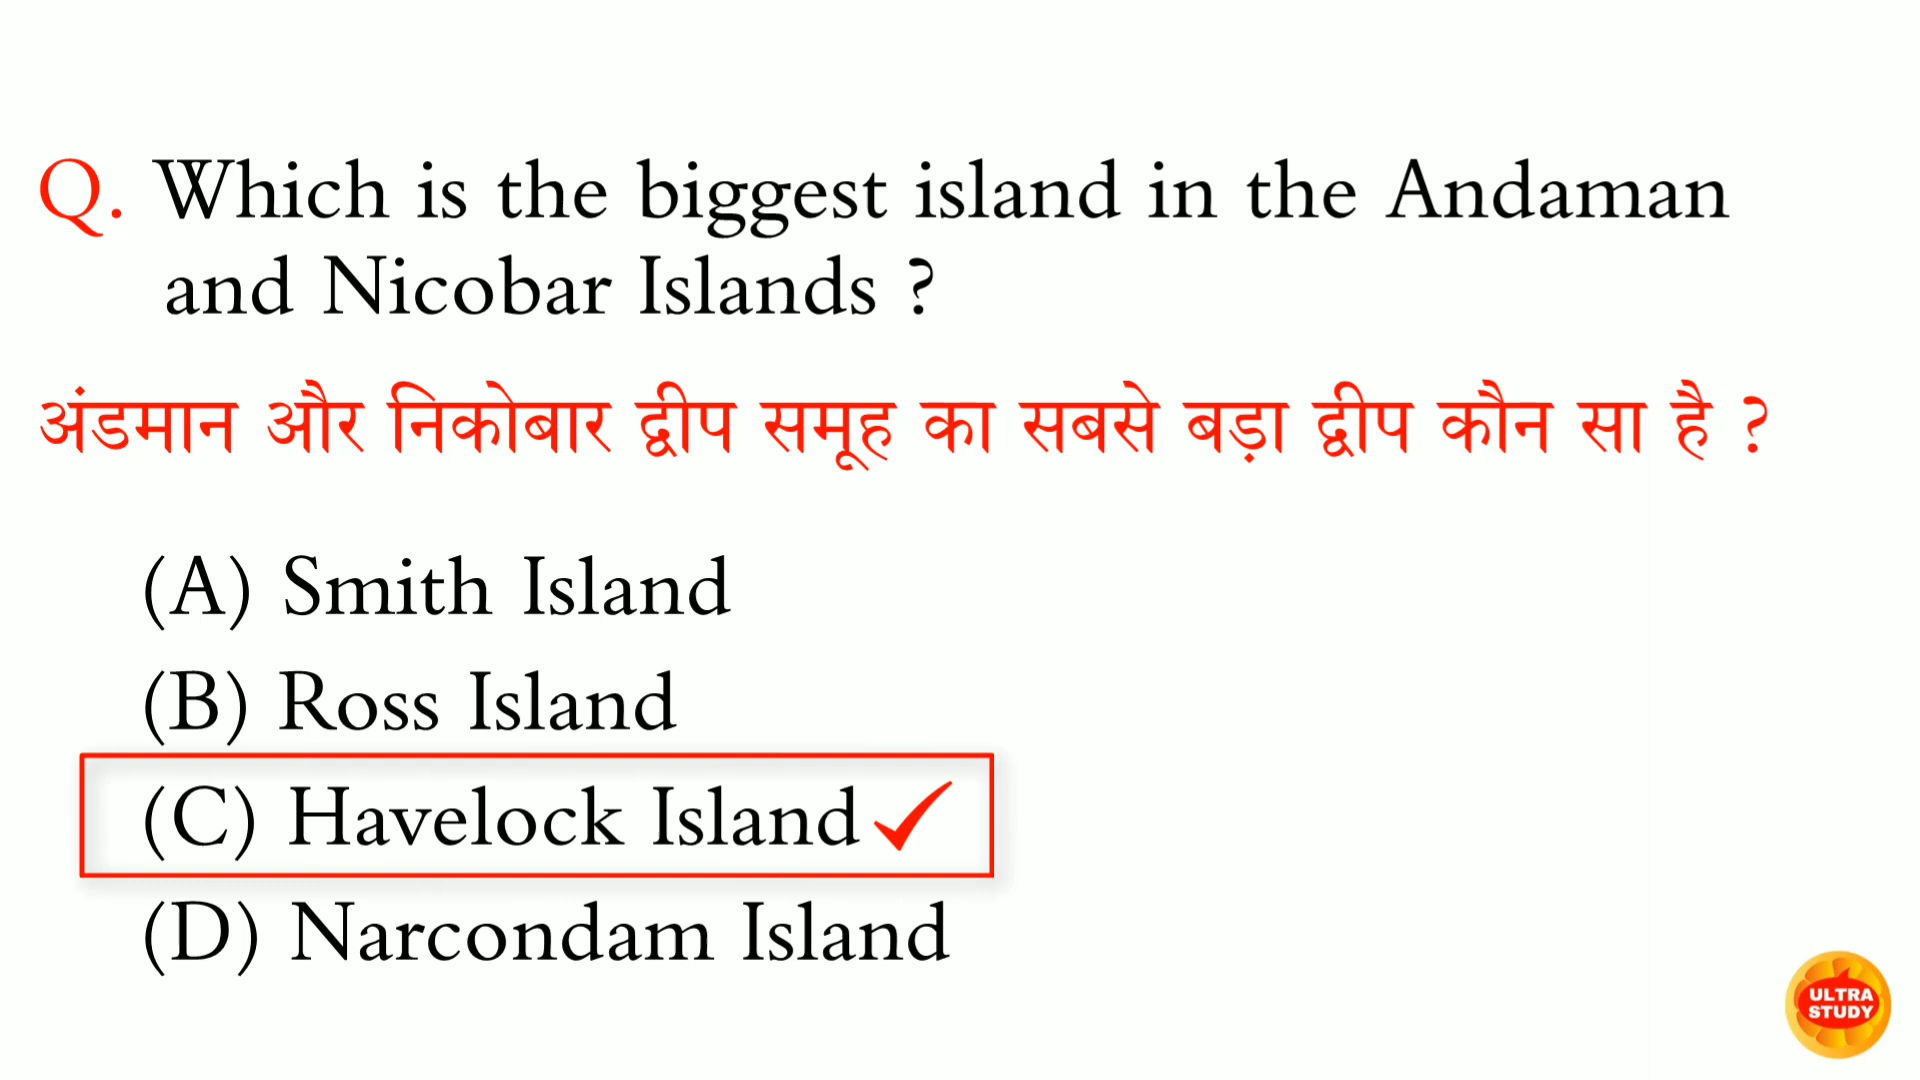 Q. Which is the biggest island in the Andaman
and Nicobar Islands ?
अंडमान और निकोबार द्वीप समूह का सबसे बड़ा द्वीप कौन सा है ?
(A) Smith Island
(B) Ross Island
(C) Havelock Island
(D) Narcondam Island
ULTRA
STUDY